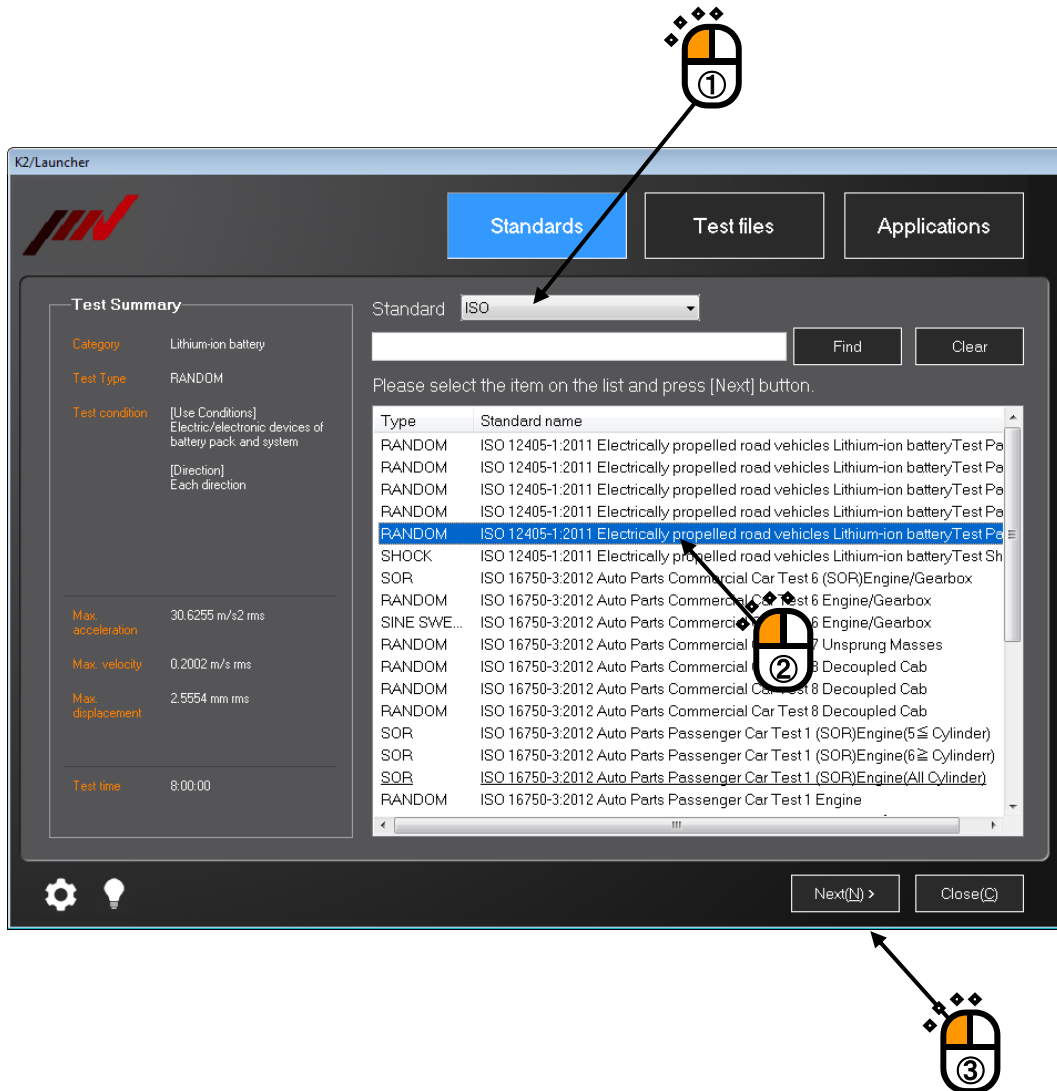 ①
K2/Launcher
Standards
Test files
Applications
Test Summary
Category Lithium-ion battery
Test Type RANDOM
Test condition [Use Conditions]
Electric/electronic devices of
battery pack and system
[Direction]
Each direction
Max.
acceleration
30.6255 m/s2 rms
Max. velocity 0.2002 m/s rms
Max.
displacement
2.5554 mm rms
Test time 8:00:00
Standard ISO
Find
Clear
Please select the item on the list and press [Next] button.
Type Standard name
RANDOM ISO 12405-1:2011 Electrically propelled road vehicles Lithium-ion batteryTest Pa
RANDOM ISO 12405-1:2011 Electrically propelled road vehicles Lithium-ion batteryTest Pa
RANDOM ISO 12405-1:2011 Electrically propelled road vehicles Lithium-ion batteryTest Pa
RANDOM ISO 12405-1:2011 Electrically propelled road vehicles Lithium-ion batteryTest Pa
RANDOM ISO 12405-1:2011 Electrically propelled road vehicles Lithium-ion batteryTest Pa
SHOCK ISO 12405-1:2011 Electrically propelled road vehicles Lithium-ion batteryTest Sh
SOR ISO 16750-3:2012 Auto Parts Commercial Car Test 6 (SOR)Engine/Gearbox
RANDOM ISO 16750-3:2012 Auto Parts Commercial Car Test 6 Engine/Gearbox
SINE SWE... ISO 16750-3:2012 Auto Parts Commerci 6 Engine/Gearbox
RANDOM ISO 16750-3:2012 Auto Parts Commercial 7 Unsprung Masses
RANDOM ISO 16750-3:2012 Auto Parts Commercial 8 Decoupled Cab
RANDOM ISO 16750-3:2012 Auto Parts Commercial Car Test 8 Decoupled Cab
RANDOM ISO 16750-3:2012 Auto Parts Commercial Car Test 8 Decoupled Cab
SOR ISO 16750-3:2012 Auto Parts Passenger Car Test 1 (SOR)Engine(5≦ Cylinder)
SOR ISO 16750-3:2012 Auto Parts Passenger Car Test 1 (SOR)Engine(6≧ Cylinderr)
SOR ISO 16750-3:2012 Auto Parts Passenger Car Test 1 (SOR)Engine(All Cylinder)
RANDOM ISO 16750-3:2012 Auto Parts Passenger Car Test 1 Engine
②
Next(N) >
Close(C)
③